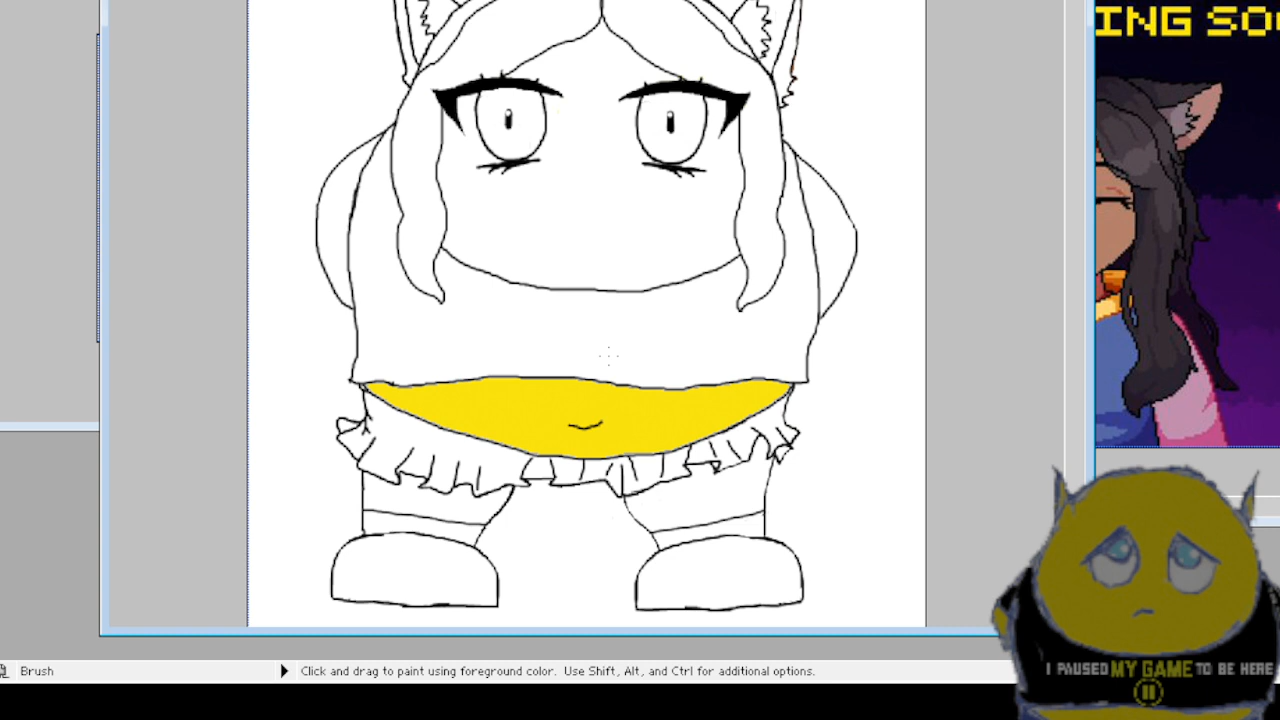 ING SO
I PAUSED MY GAME TO BE HERE
Brush
Click and drag to paint using foreground color. Use Shift, Alt, and Ctrl for additional options.